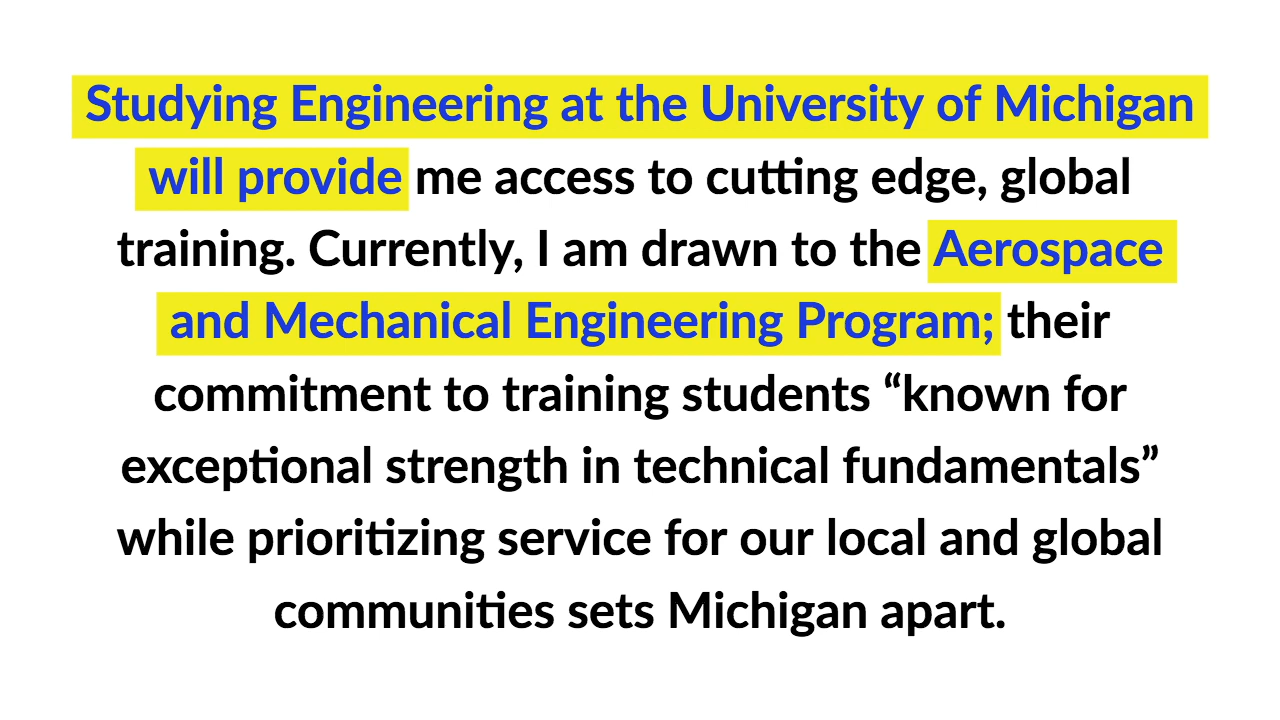 Studying Engineering at the University of Michigan
will provide me access to cutting edge, global
training. Currently, I am drawn to the Aerospace
and Mechanical Engineering Program; their
commitment to training students “known for
exceptional strength in technical fundamentals”
while prioritizing service for our local and global
communities sets Michigan apart.